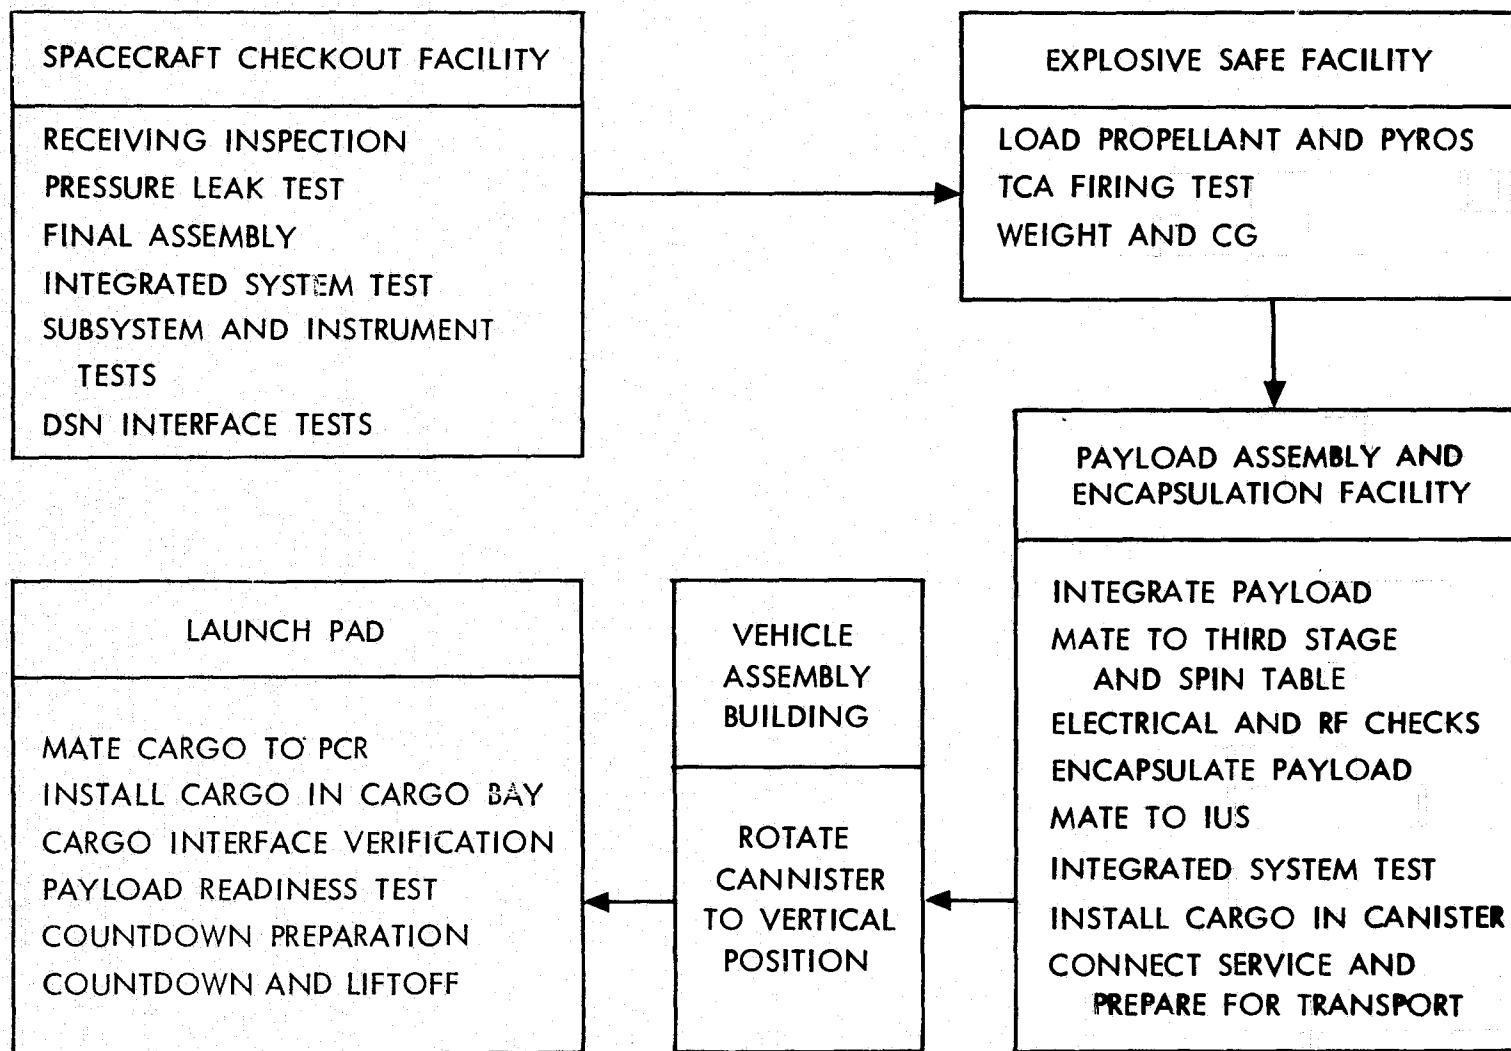 SPACECRAFT CHECKOUT FACILITY
RECEIVING INSPECTION
PRESSURE LEAK TEST
FINAL ASSEMBLY
INTEGRATED SYSTEM TEST
SUBSYSTEM AND INSTRUMENT
TESTS
DSN INTERFACE TESTS
EXPLOSIVE SAFE FACILITY
LOAD PROPELLANT AND PYROS
TCA FIRING TEST
WEIGHT AND CG
PAYLOAD ASSEMBLY AND
ENCAPSULATION FACILITY
INTEGRATE PAYLOAD
MATE TO THIRD STAGE
AND SPIN TABLE
ELECTRICAL AND RF CHECKS
ENCAPSULATE PAYLOAD
MATE TO IUS
INTEGRATED SYSTEM TEST
INSTALL CARGO IN CANISTER
CONNECT SERVICE AND
PREPARE FOR TRANSPORT
VEHICLE
ASSEMBLY
BUILDING
ROTATE
CANNISTER
TO VERTICAL
POSITION
LAUNCH PAD
MATE CARGO TO PCR
INSTALL CARGO IN CARGO BAY
CARGO INTERFACE VERIFICATION
PAYLOAD READINESS TEST
COUNTDOWN PREPARATION
COUNTDOWN AND LIFTOFF